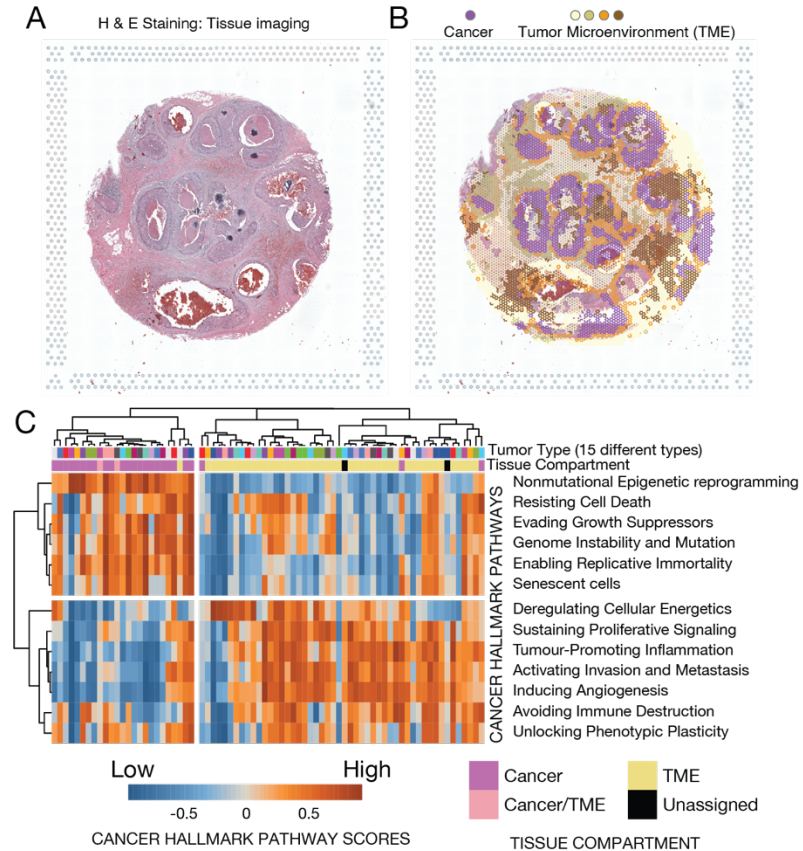 A
H & E Staining: Tissue imaging
B
Cancer
Tumor Microenvironment (TME)
C
Tumor Type (15 different types)
Tissue Compartment
CANCER HALLMARK PATHWAYS
Nonmutational Epigenetic reprogramming
Resisting Cell Death
Evading Growth Suppressors
Genome Instability and Mutation
Enabling Replicative Immortality
Senescent cells
CANCER HALLMARK PATHWAYS
Deregulating Cellular Energetics
Sustaining Proliferative Signaling
Tumour-Promoting Inflammation
Activating Invasion and Metastasis
Inducing Angiogenesis
Avoiding Immune Destruction
Unlocking Phenotypic Plasticity
Low High
-0.5 0 0.5
CANCER HALLMARK PATHWAY SCORES
Cancer TME
Cancer/TME Unassigned
TISSUE COMPARTMENT